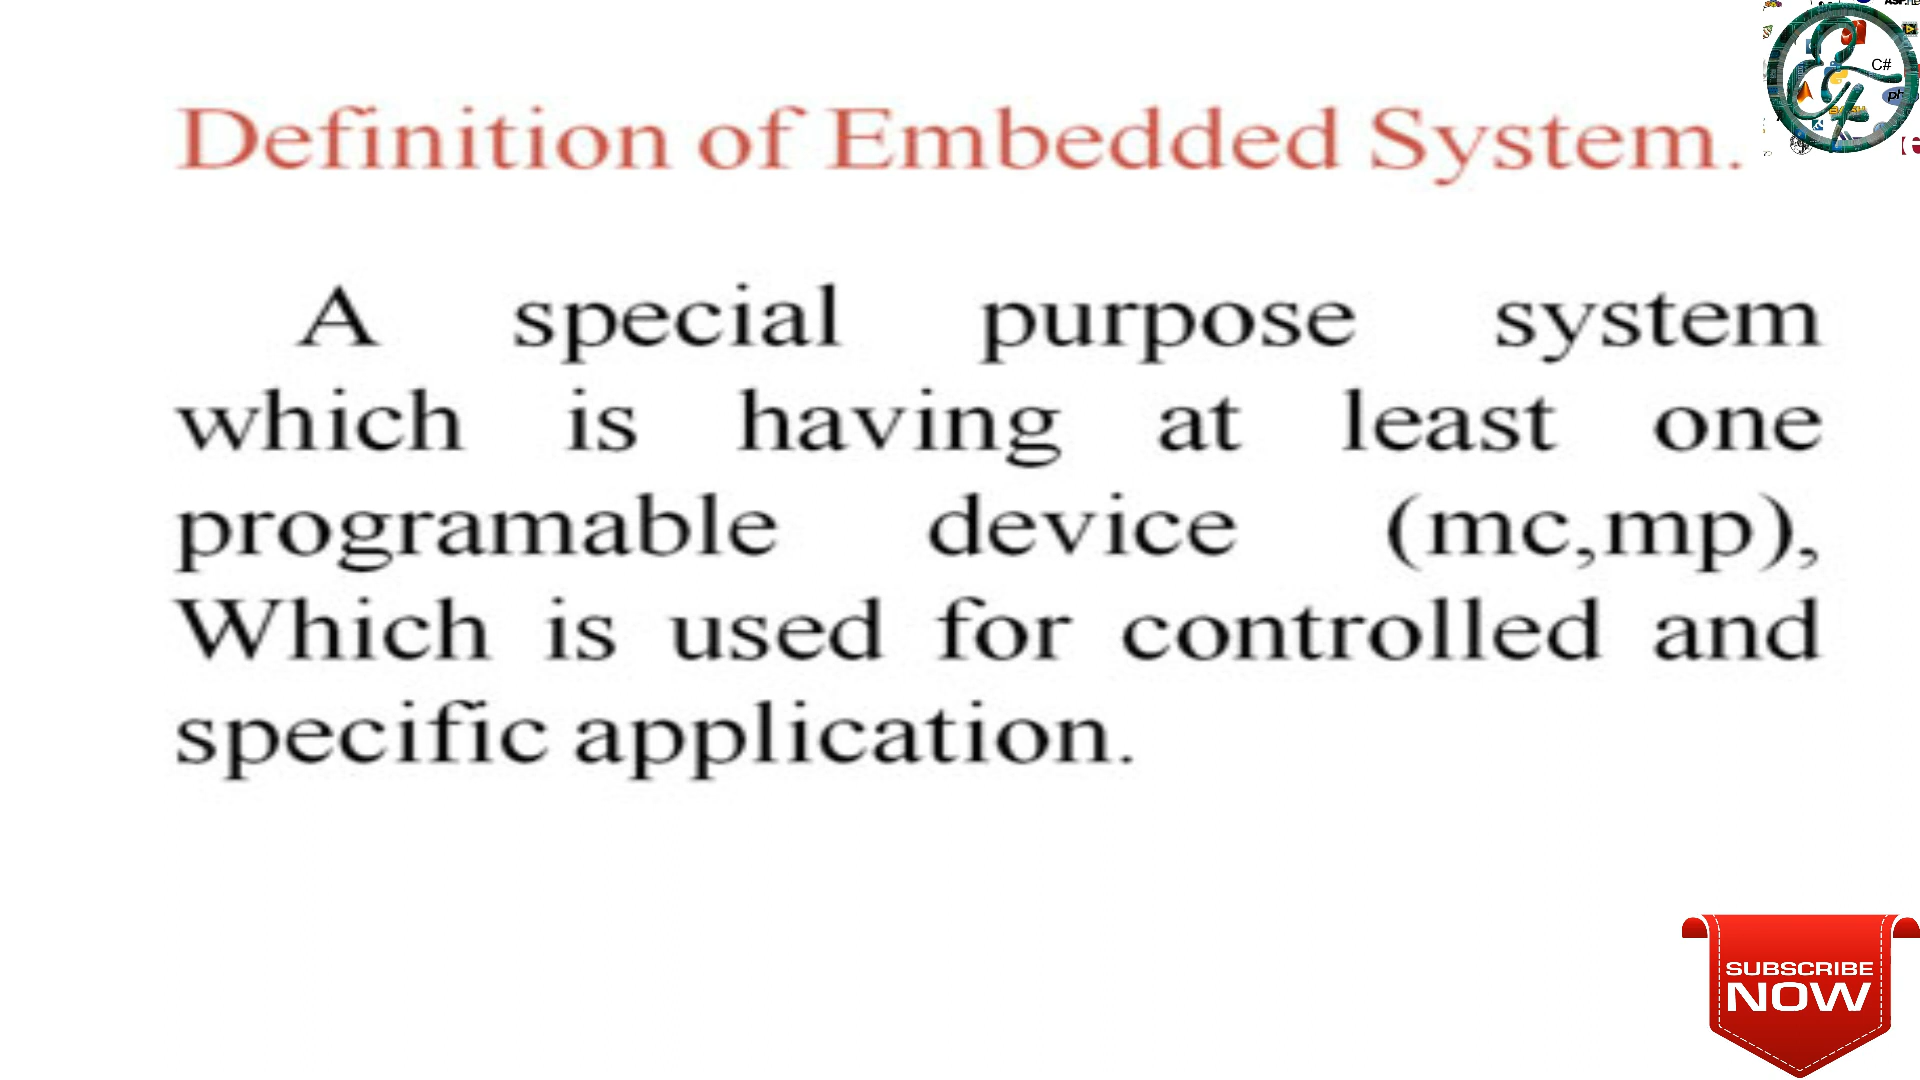 Definition of Embedded System.
C#
A special purpose system
which is having at least one
programable device (mc,mp),
Which is used for controlled and
specific application.
SUBSCRIBE
NOW